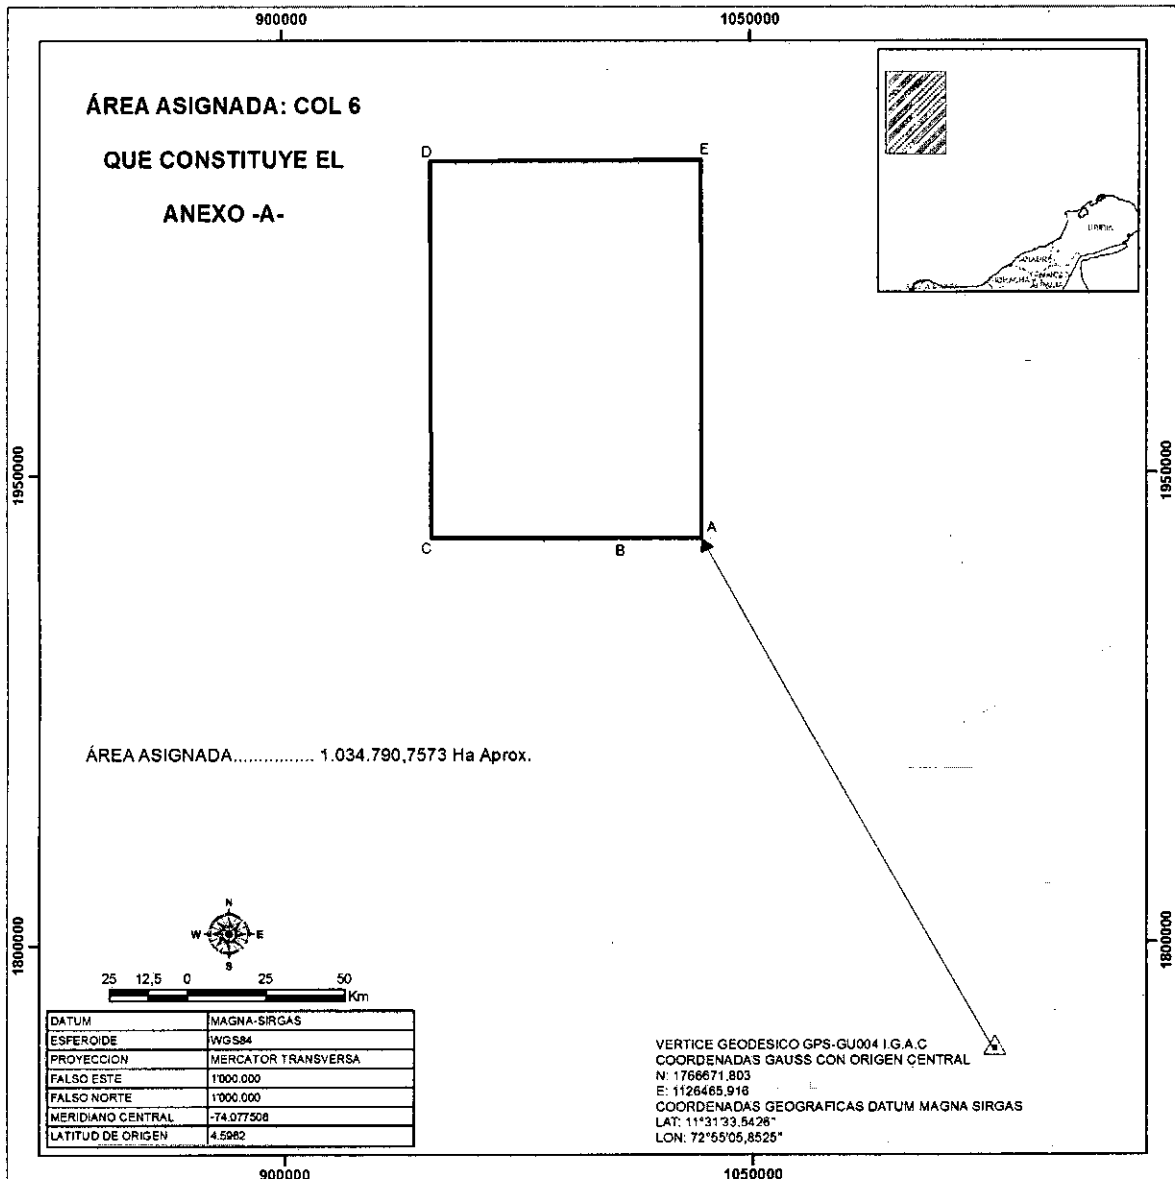 900000 1050000
ÁREA ASIGNADA: COL 6
QUE CONSTITUYE EL
ANEXO -A-
D E
1950000 1950000
C B A
ÁREA ASIGNADA............... 1.034.790,7573 Ha Aprox.
1800000 1800000
N
W E
S
25 12,5 0 25 50
Km
DATUM MAGNA-SIRGAS
ESFEROIDE WGS84
PROYECCION MERCATOR TRANSVERSA
FALSO ESTE 1'000.000
FALSO NORTE 1'000.000
MERIDIANO CENTRAL -74.077508
LATITUD DE ORIGEN 4.5962
VERTICE GEODESICO GPS-GU004 I.G.A.C
COORDENADAS GAUSS CON ORIGEN CENTRAL
N: 1766671,803
E: 1126465,916
COORDENADAS GEOGRAFICAS DATUM MAGNA SIRGAS
LAT: 11°31'33,5426"
LON: 72°55'05,8525"
900000 1050000